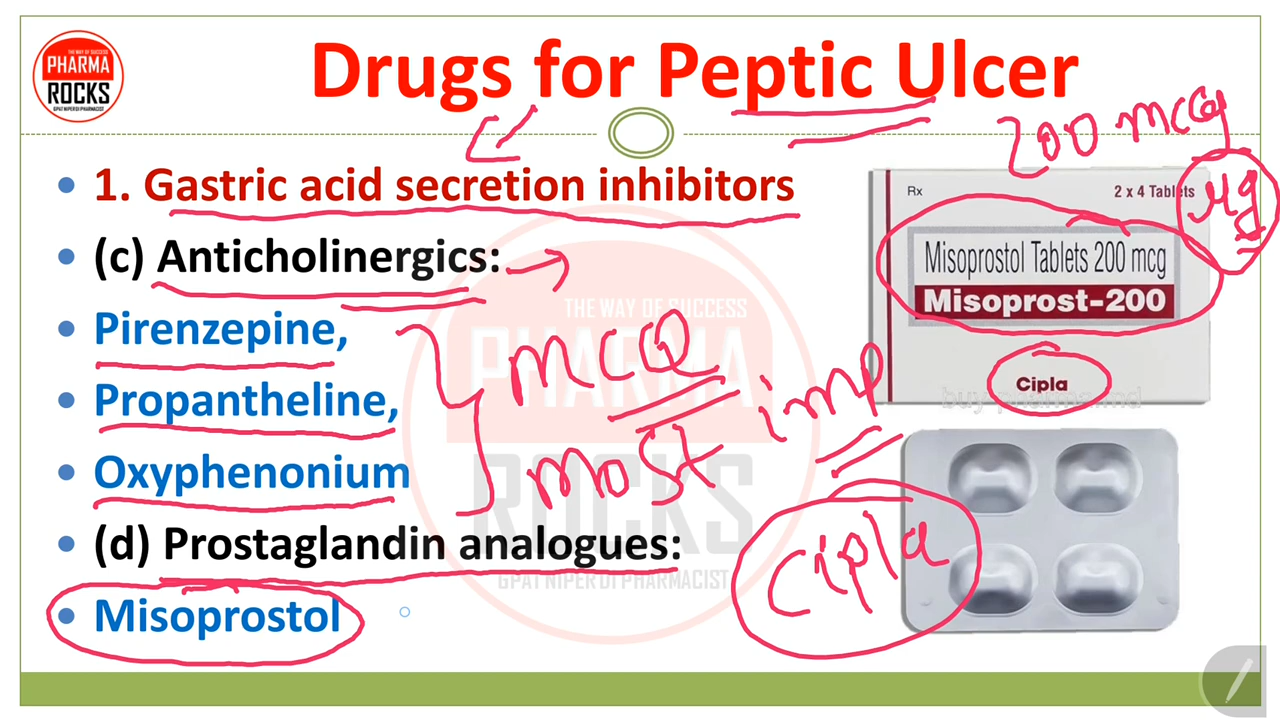 THE WAY OF SUCCESS
PHARMA
ROCKS
GPAT NIPER DI PHARMACIST
Drugs for Peptic Ulcer
200 mcg
μg
• 1. Gastric acid secretion inhibitors
• (c) Anticholinergics:
• Pirenzepine,
• Propantheline,
• Oxyphenonium
• (d) Prostaglandin analogues:
• Misoprostol
MCQ
most imp
Cipla
Rx
2 x 4 Tablets
Misoprostol Tablets 200 mcg
Misoprost-200
Cipla
THE WAY OF SUCCESS
PHARMA
ROCKS
GPAT NIPER DI PHARMACIST